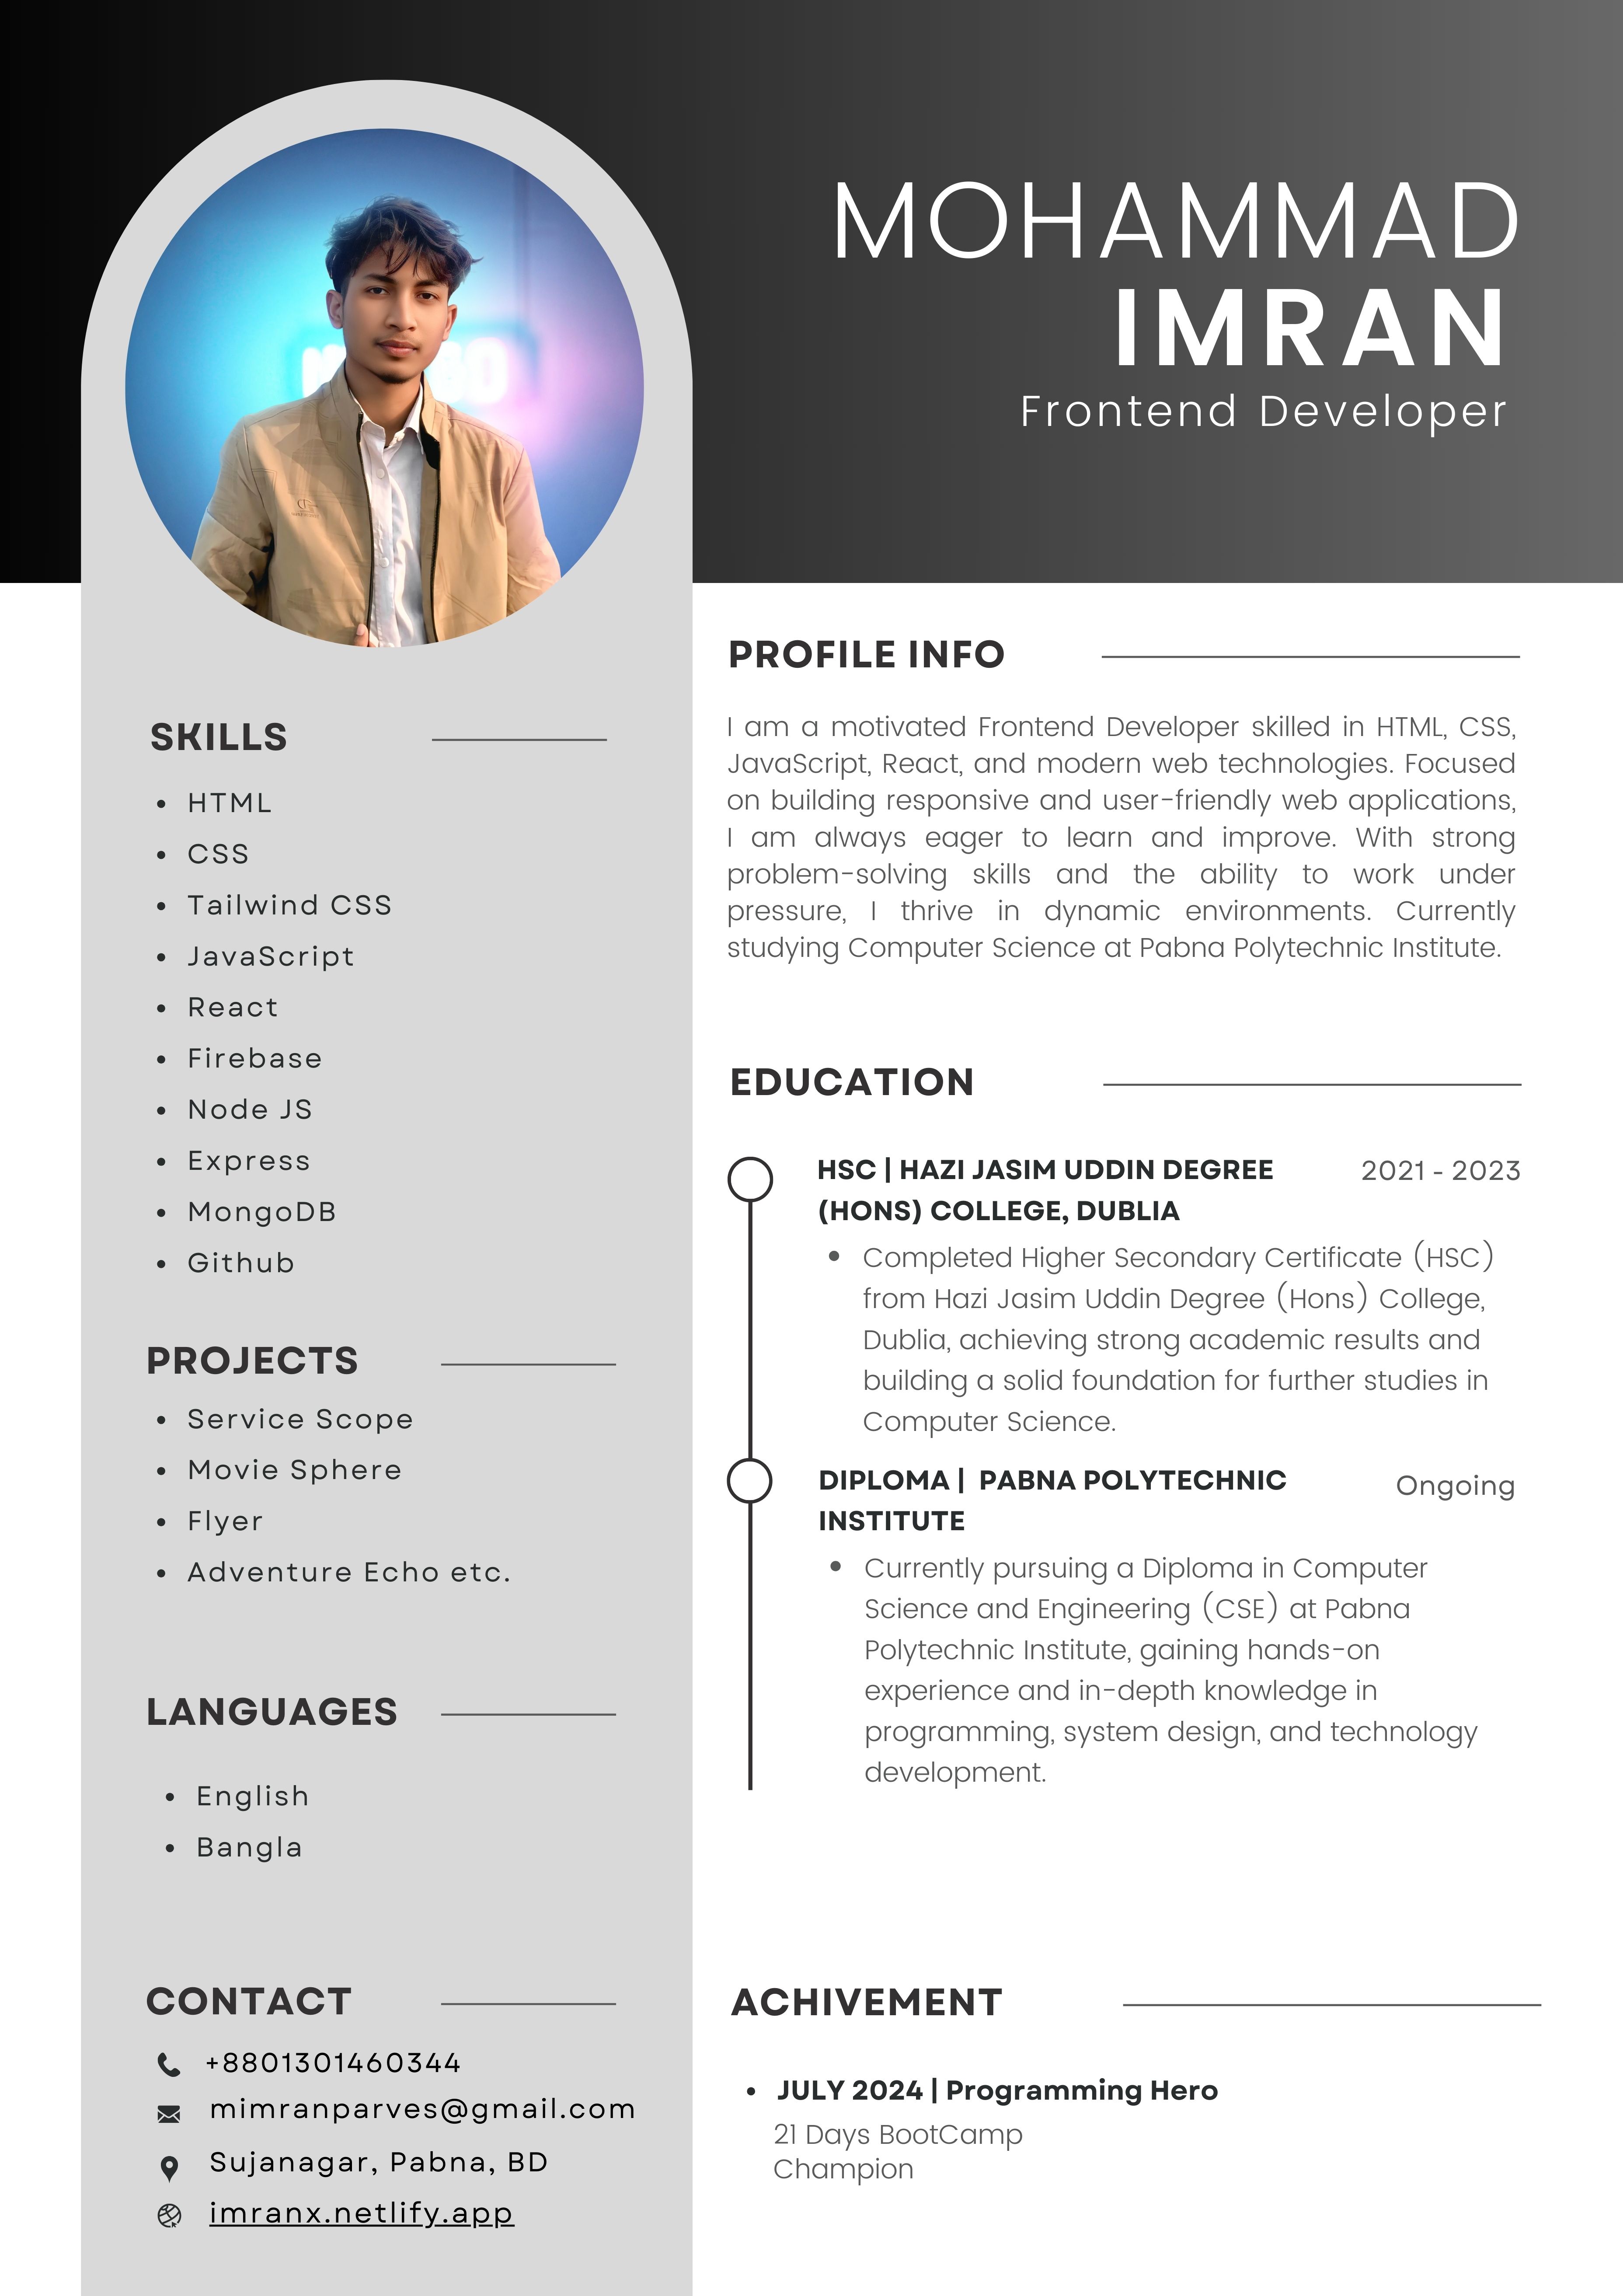 MOHAMMAD
IMRAN
Frontend Developer
SKILLS
• HTML
• CSS
• Tailwind CSS
• JavaScript
• React
• Firebase
• Node JS
• Express
• MongoDB
• Github
PROJECTS
• Service Scope
• Movie Sphere
• Flyer
• Adventure Echo etc.
LANGUAGES
• English
• Bangla
CONTACT
+8801301460344
mimranparves@gmail.com
Sujanagar, Pabna, BD
imranx.netlify.app
PROFILE INFO
I am a motivated Frontend Developer skilled in HTML, CSS,
JavaScript, React, and modern web technologies. Focused
on building responsive and user-friendly web applications,
I am always eager to learn and improve. With strong
problem-solving skills and the ability to work under
pressure, I thrive in dynamic environments. Currently
studying Computer Science at Pabna Polytechnic Institute.
EDUCATION
HSC | HAZI JASIM UDDIN DEGREE 2021 - 2023
(HONS) COLLEGE, DUBLIA
• Completed Higher Secondary Certificate (HSC)
from Hazi Jasim Uddin Degree (Hons) College,
Dublia, achieving strong academic results and
building a solid foundation for further studies in
Computer Science.
DIPLOMA | PABNA POLYTECHNIC Ongoing
INSTITUTE
• Currently pursuing a Diploma in Computer
Science and Engineering (CSE) at Pabna
Polytechnic Institute, gaining hands-on
experience and in-depth knowledge in
programming, system design, and technology
development.
ACHIVEMENT
• JULY 2024 | Programming Hero
21 Days BootCamp
Champion